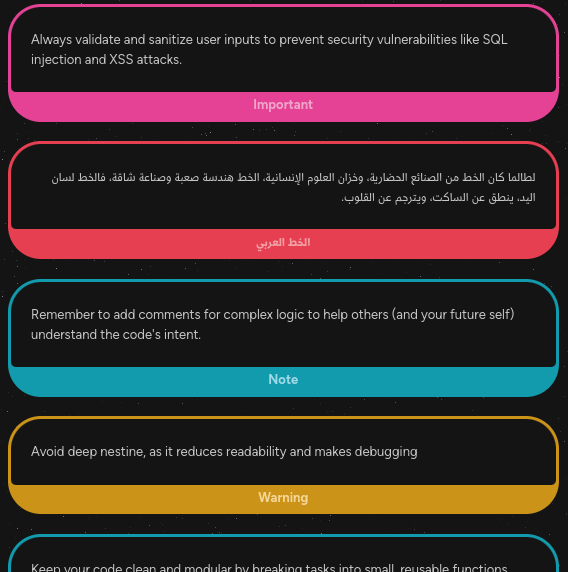 Always validate and sanitize user inputs to prevent security vulnerabilities like SQL
injection and XSS attacks.
Important
لطالما كان الخط من الصنائع الحضارية، وخزان العلوم الإنسانية، الخط هندسة صعبة وصناعة شاقة، فالخط لسان
اليد، ينطق عن الساكت، ويترجم عن القلوب.
الخط العربي
Remember to add comments for complex logic to help others (and your future self)
understand the code's intent.
Note
Avoid deep nestine, as it reduces readability and makes debugging
Warning
Keep your code clean and modular by breaking tasks into small, reusable functions